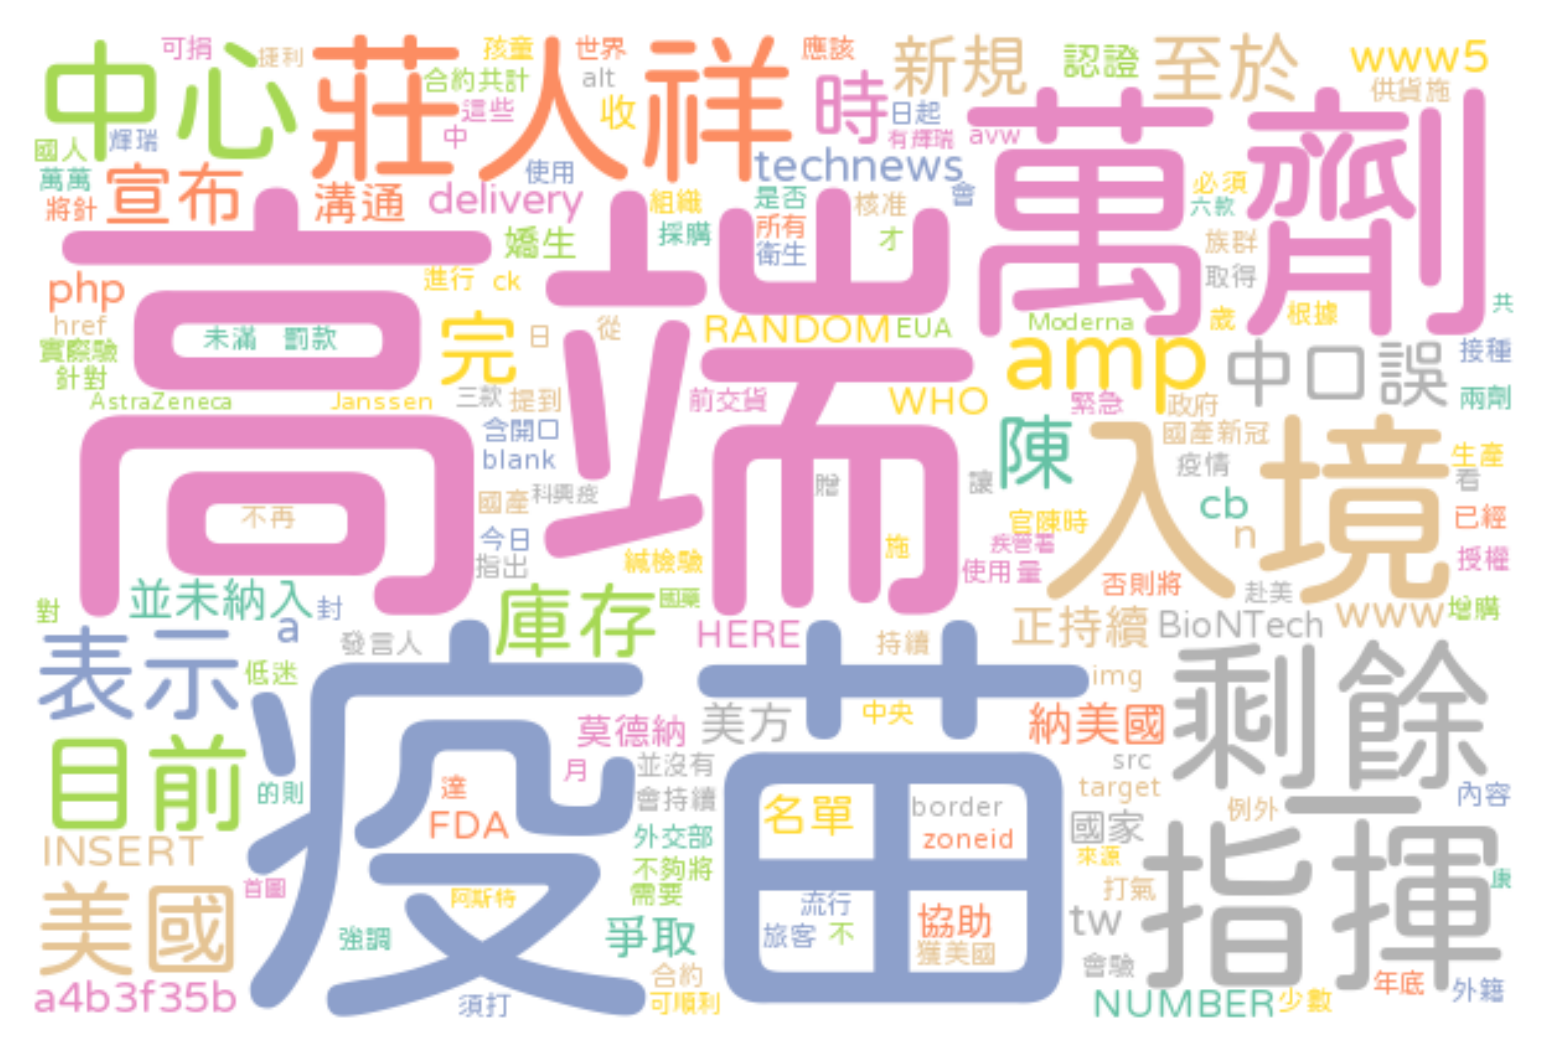 中心
可捐
捷利
莊人祥
孩童
世界
應該
新規
認證
至於
www5
合約共計
alt
供貨施
這些
收
時
日起
國人
輝瑞
中
有輝瑞
avw
萬劑
萬萬
宣布
使用
technews
會
必須
將針
溝通
delivery
組織
是否
核准
六款
嬌生
採購
所有
才
族群
衛生
php
進行
ck
取得
高端
href
未滿
罰款
完
日
從
RANDOM
EUA
Moderna
歲
根據
共
實際驗
針對
amp
中口誤
接種
AstraZeneca
Janssen
三款
提到
前交貨
WHO
緊急
政府
兩劑
含開口
陳
入境
國產新冠
blank
疫情
生產
看
不再
國產
科興疫
贈
讓
cb
官陳時
已經
今日
n
指出
緘檢驗
施
疾管署
使用量
否則將
授權
並未納入
封
庫存
國藥
赴美
對
a
正持續
BioNTech
www
增購
表示
發言人
HERE
持續
低迷
疫苗
img
剩餘
莫德納
美方
中央
納美國
目前
月
並沒有
src
的則
達
會持續
target
內容
名單
border
例外
一
FDA
外交部
zoneid
國家
INSERT
不夠將
來源
指揮
首圖
阿斯特
需要
打氣
康
美國
流行
協助
tw
強調
爭取
旅客
不
獲美國
會驗
合約
年底
外籍
a4b3f35b
須打
可順利
NUMBER
少數